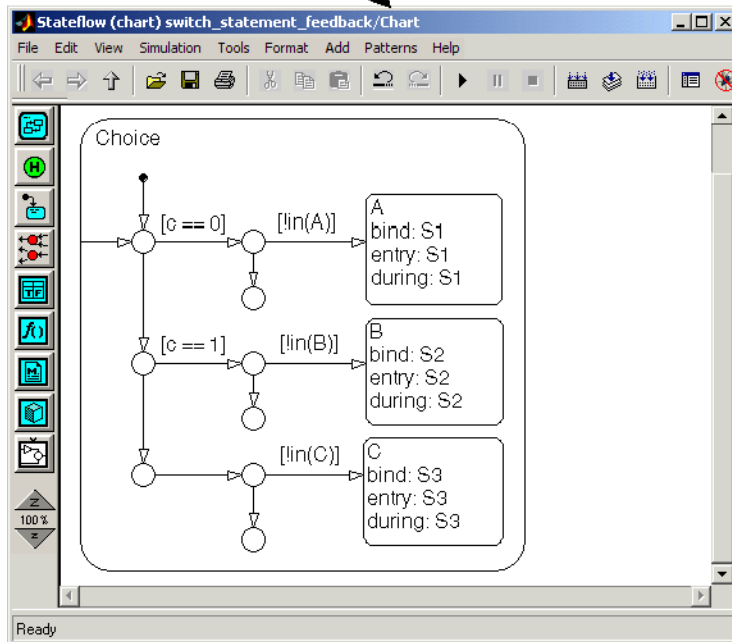 Stateflow (chart) switch_statement_feedback/Chart
File Edit View Simulation Tools Format Add Patterns Help
Choice
[c == 0]
[!in(A)]
A
bind: S1
entry: S1
during: S1
[c == 1]
[!in(B)]
B
bind: S2
entry: S2
during: S2
[!in(C)]
C
bind: S3
entry: S3
during: S3
H
TF
f()
M
Z
100%
Z
Ready